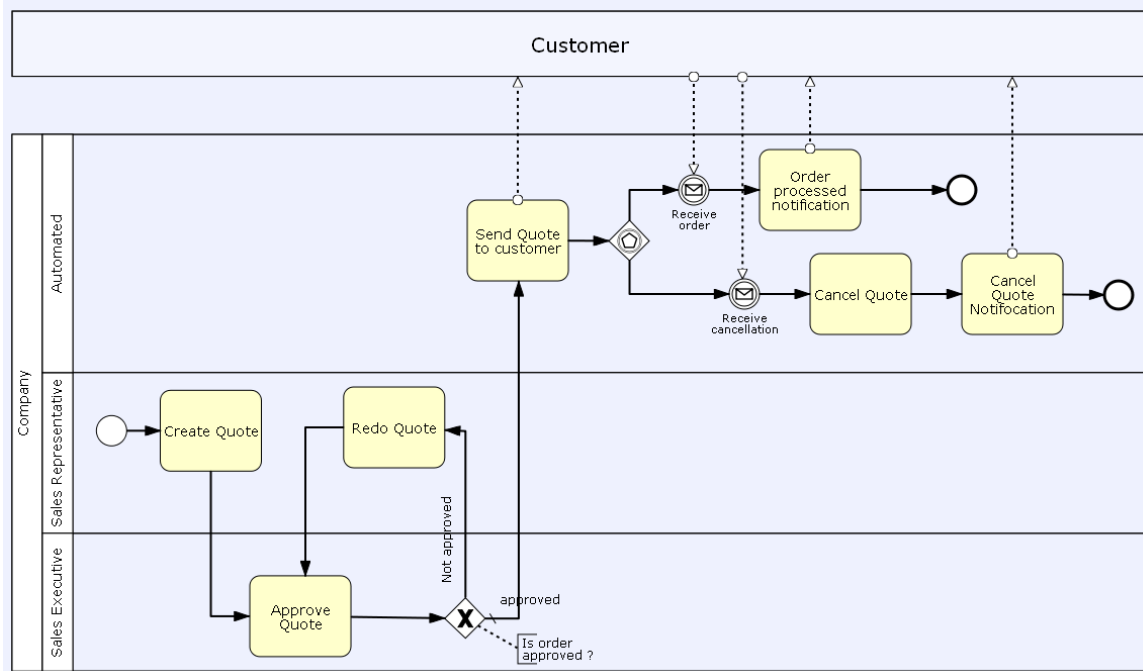 Customer
Company
Automated
Sales Representative
Sales Executive
Send Quote
to customer
Receive
order
Order
processed
notification
Receive
cancellation
Cancel Quote
Cancel
Quote
Notifocation
Create Quote
Redo Quote
Not approved
Approve
Quote
X
approved
Is order
approved ?